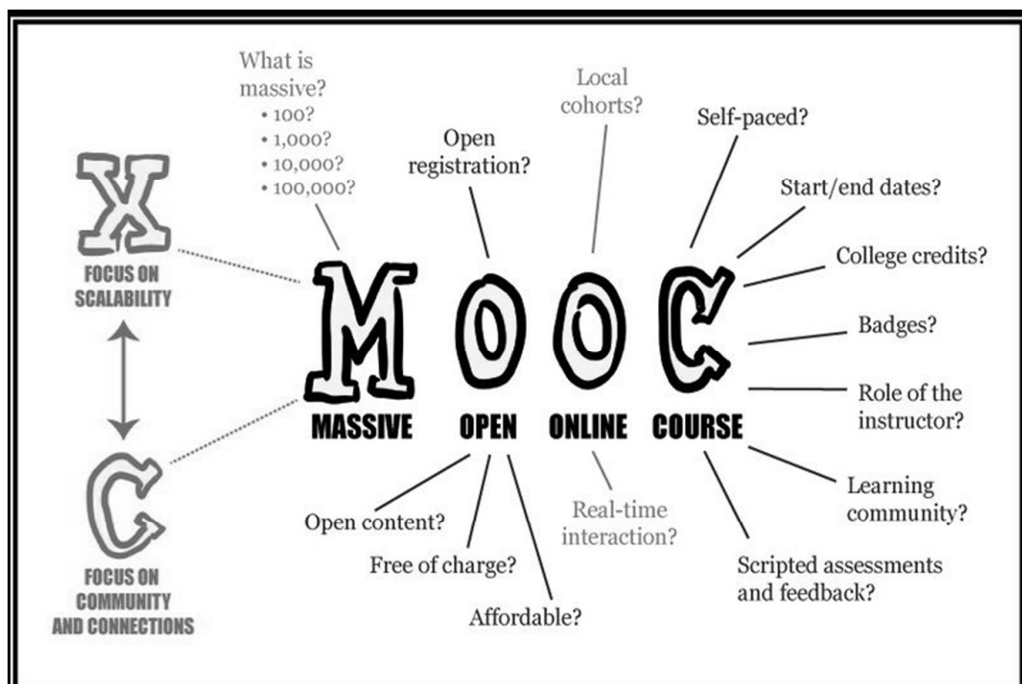 What is
massive?
• 100?
• 1,000?
• 10,000?
• 100,000?
Local
cohorts?
Self-paced?
Open
registration?
Start/end dates?
College credits?
Badges?
Role of the
instructor?
Learning
community?
Scripted assessments
and feedback?
X
FOCUS ON
SCALABILITY
C
FOCUS ON
COMMUNITY
AND CONNECTIONS
MOOC
MASSIVE OPEN ONLINE COURSE
Open content?
Free of charge?
Affordable?
Real-time
interaction?